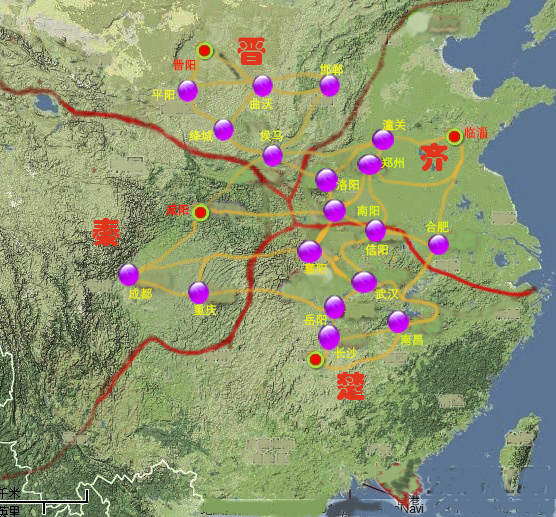 晋
晋阳
邯郸
平阳
曲沃
绛城
侯马
潼关
临淄
郑州
齐
洛阳
咸阳
南阳
秦
合肥
信阳
襄阳
成都
重庆
武汉
岳阳
南昌
长沙
楚
千米
英里
Navi